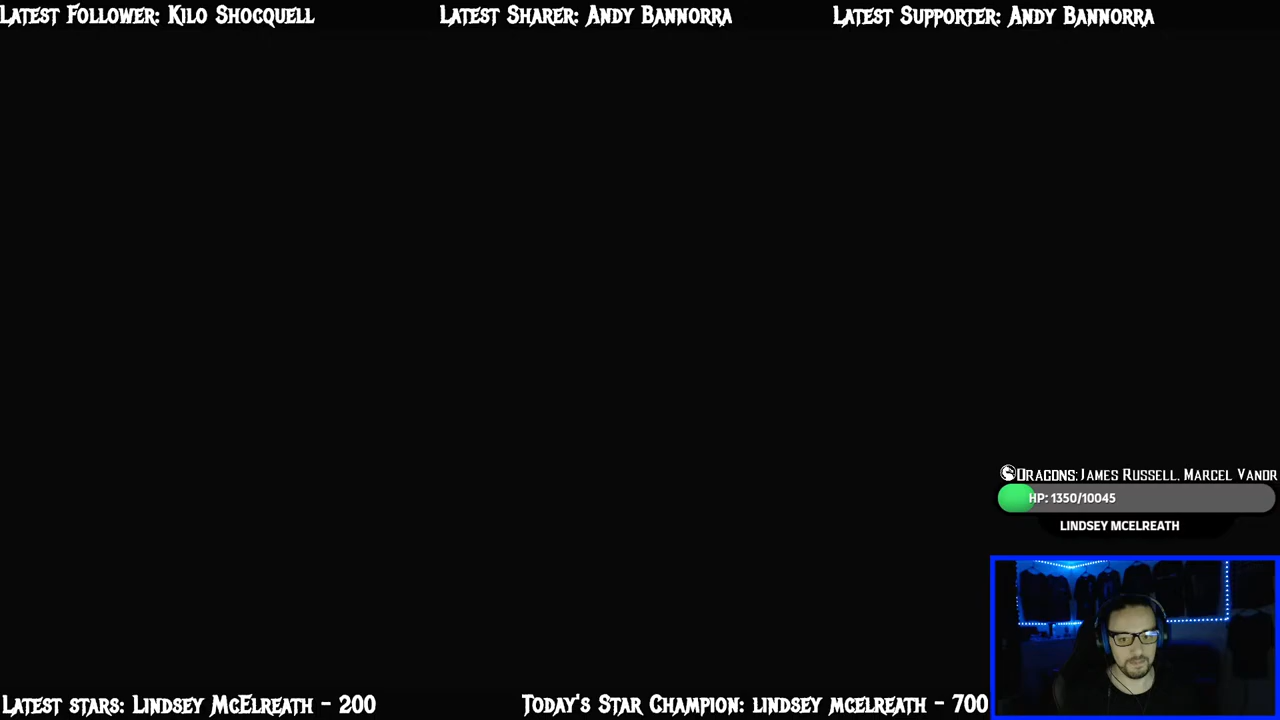 Latest Follower: Kilo Shocquell
Latest Sharer: Andy Bannorra
Latest Supporter: Andy Bannorra
Dragons: James Russell, Marcel Vanor
HP: 1350/10045
LINDSEY MCELREATH
Latest stars: Lindsey McElreath - 200
Today's Star Champion: lindsey mcelreath - 700